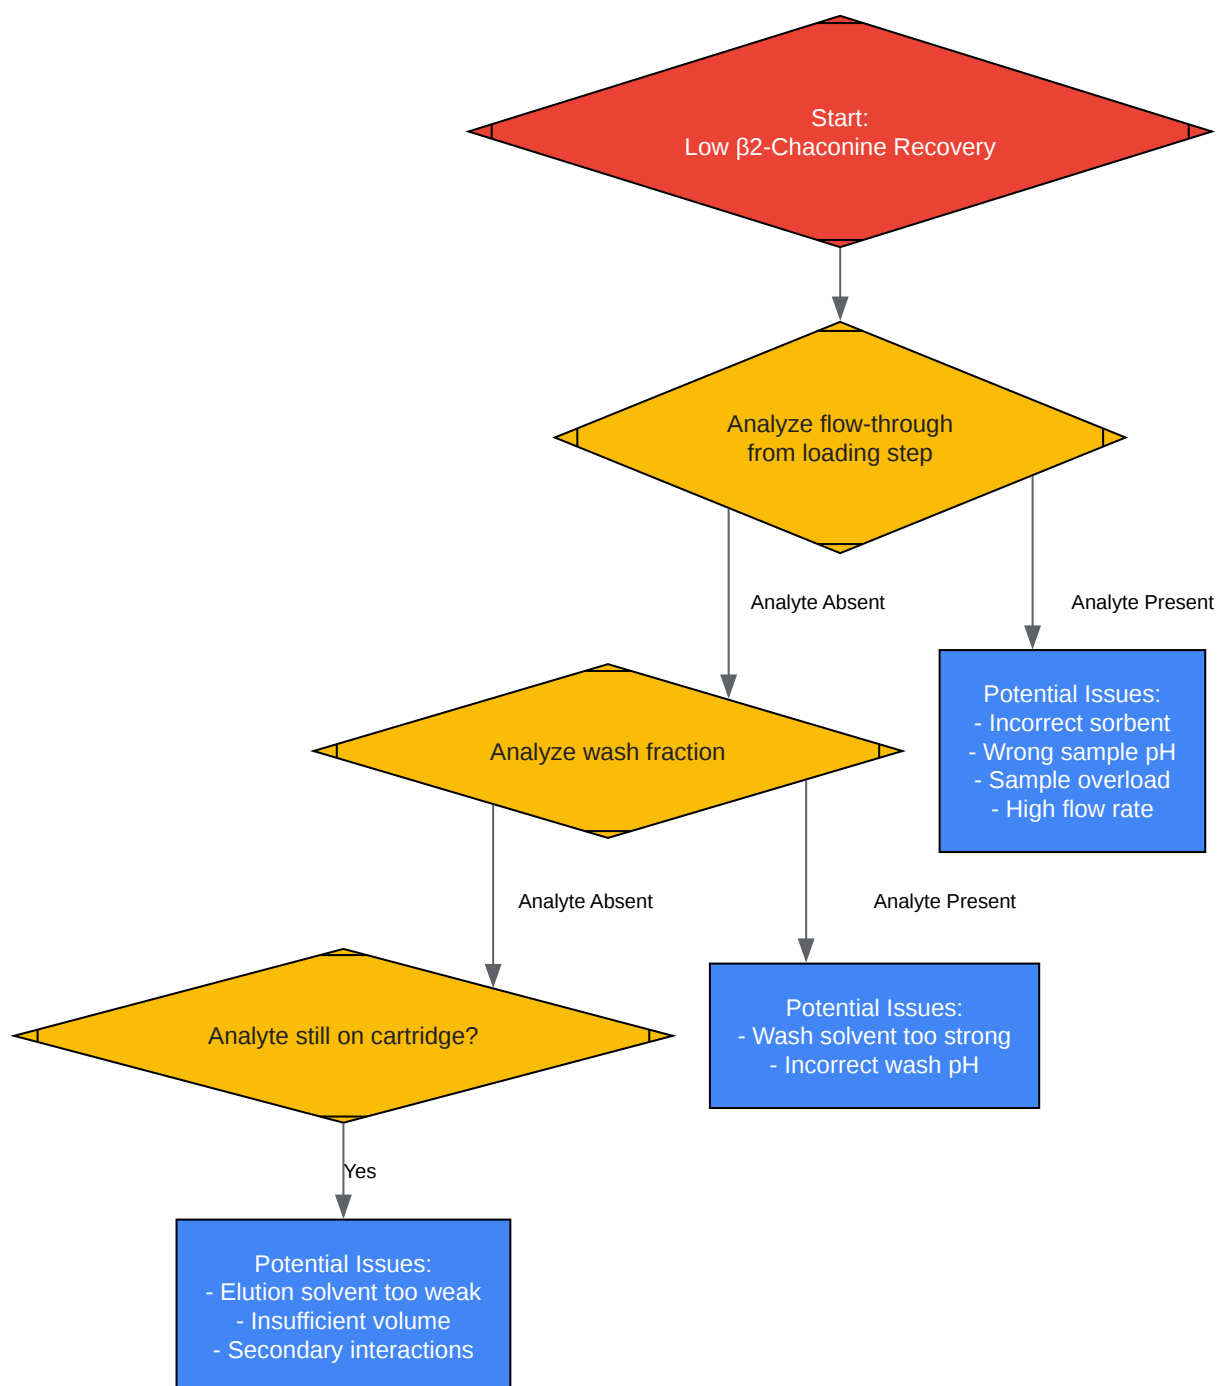 Start:
Low β2-Chaconine Recovery
Analyze flow-through
from loading step
Analyte Absent
Analyte Present
Potential Issues:
- Incorrect sorbent
- Wrong sample pH
- Sample overload
- High flow rate
Analyze wash fraction
Analyte Absent
Analyte Present
Potential Issues:
- Wash solvent too strong
- Incorrect wash pH
Analyte still on cartridge?
Yes
Potential Issues:
- Elution solvent too weak
- Insufficient volume
- Secondary interactions